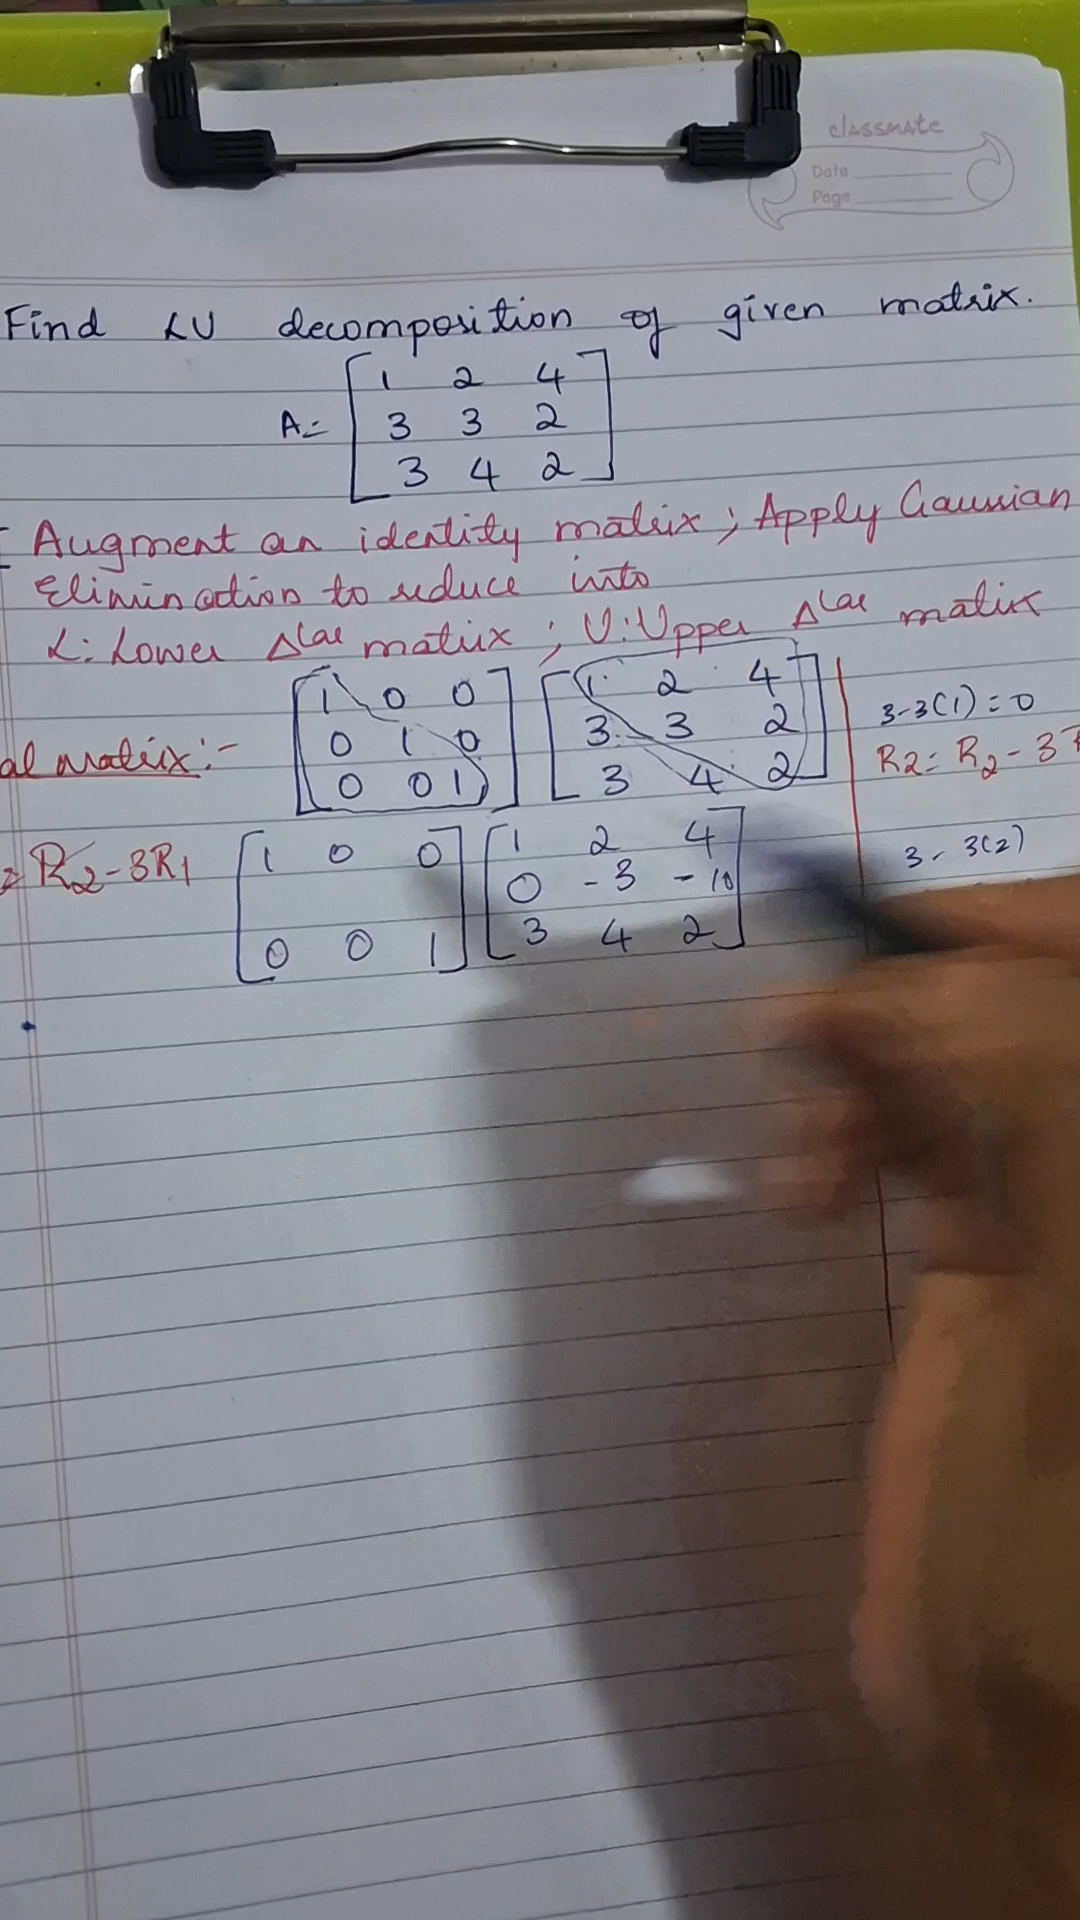 classmate
Date
Page
Find LU decomposition of given matrix.
A= [1 2 4
3 3 2
3 4 2]
Augment an identity matrix; Apply Gaussian
Elimination to reduce into
L: Lower Δlar matrix; U: Upper Δlar matrix
al matrix:- [1 0 0 [1 2 4
0 1 0 3 3 2
0 0 1] 3 4 2]
3-3(1)=0
R2= R2-3
R2-3R1 [1 0 0] [1 2 4
0 -3 -10
0 0 1] 3 4 2]
3-3(2)